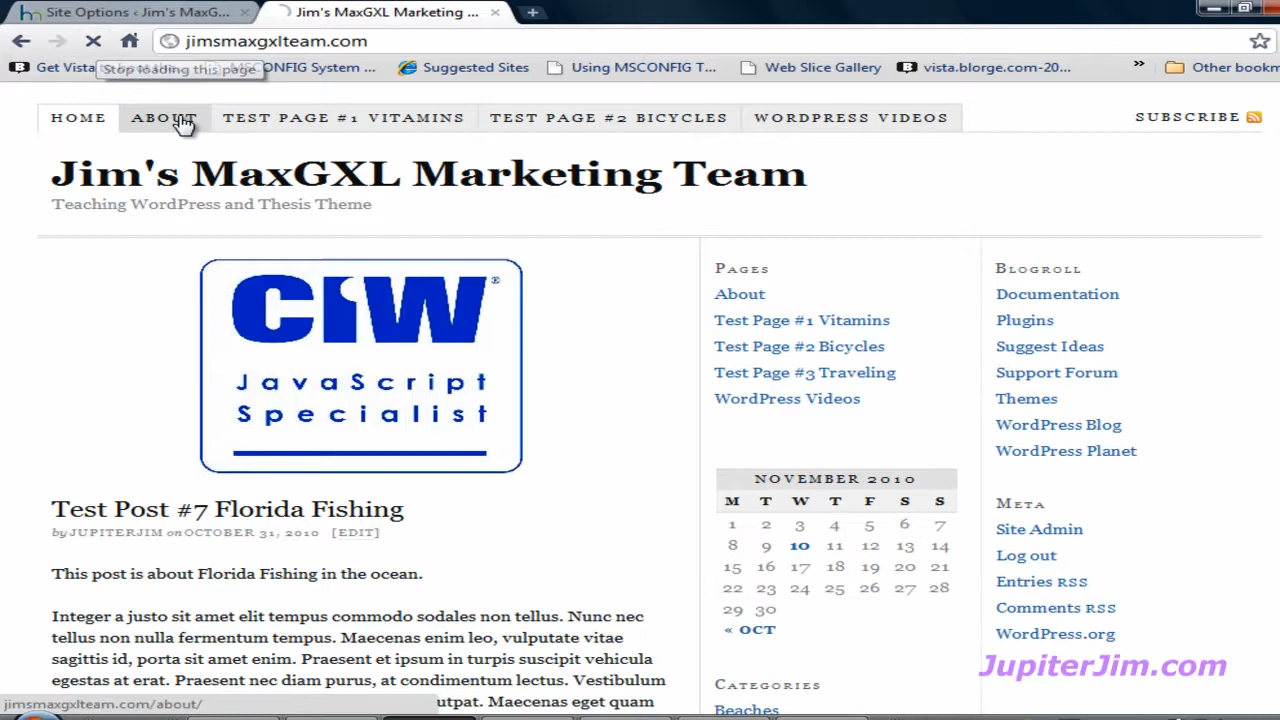 Site Options ‹ Jim's MaxG...
Jim's MaxGXL Marketing ...
jimsmaxgxlteam.com
Get Vista
MSCONFIG System ...
Suggested Sites
Using MSCONFIG T...
Web Slice Gallery
vista.blorge.com-20...
»
Other bookm
Stop loading this page
HOME
ABOUT
TEST PAGE #1 VITAMINS
TEST PAGE #2 BICYCLES
WORDPRESS VIDEOS
SUBSCRIBE
Jim's MaxGXL Marketing Team
Teaching WordPress and Thesis Theme
CIW®
JavaScript
Specialist
Test Post #7 Florida Fishing
by JUPITERJIM on OCTOBER 31, 2010 [EDIT]
This post is about Florida Fishing in the ocean.
Integer a justo sit amet elit tempus commodo sodales non tellus. Nunc nec
tellus non nulla fermentum tempus. Maecenas enim leo, vulputate vitae
sagittis id, porta sit amet enim. Praesent et ipsum in turpis suscipit vehicula
egestas at erat. Praesent nec diam purus, at condimentum lectus. Vestibulum
utpat. Maecenas eget quam
PAGES
About
Test Page #1 Vitamins
Test Page #2 Bicycles
Test Page #3 Traveling
WordPress Videos
NOVEMBER 2010
M T W T F S S
1 2 3 4 5 6 7
8 9 10 11 12 13 14
15 16 17 18 19 20 21
22 23 24 25 26 27 28
29 30
« OCT
CATEGORIES
Beaches
BLOGROLL
Documentation
Plugins
Suggest Ideas
Support Forum
Themes
WordPress Blog
WordPress Planet
META
Site Admin
Log out
Entries RSS
Comments RSS
WordPress.org
JupiterJim.com
jimsmaxgxlteam.com/about/